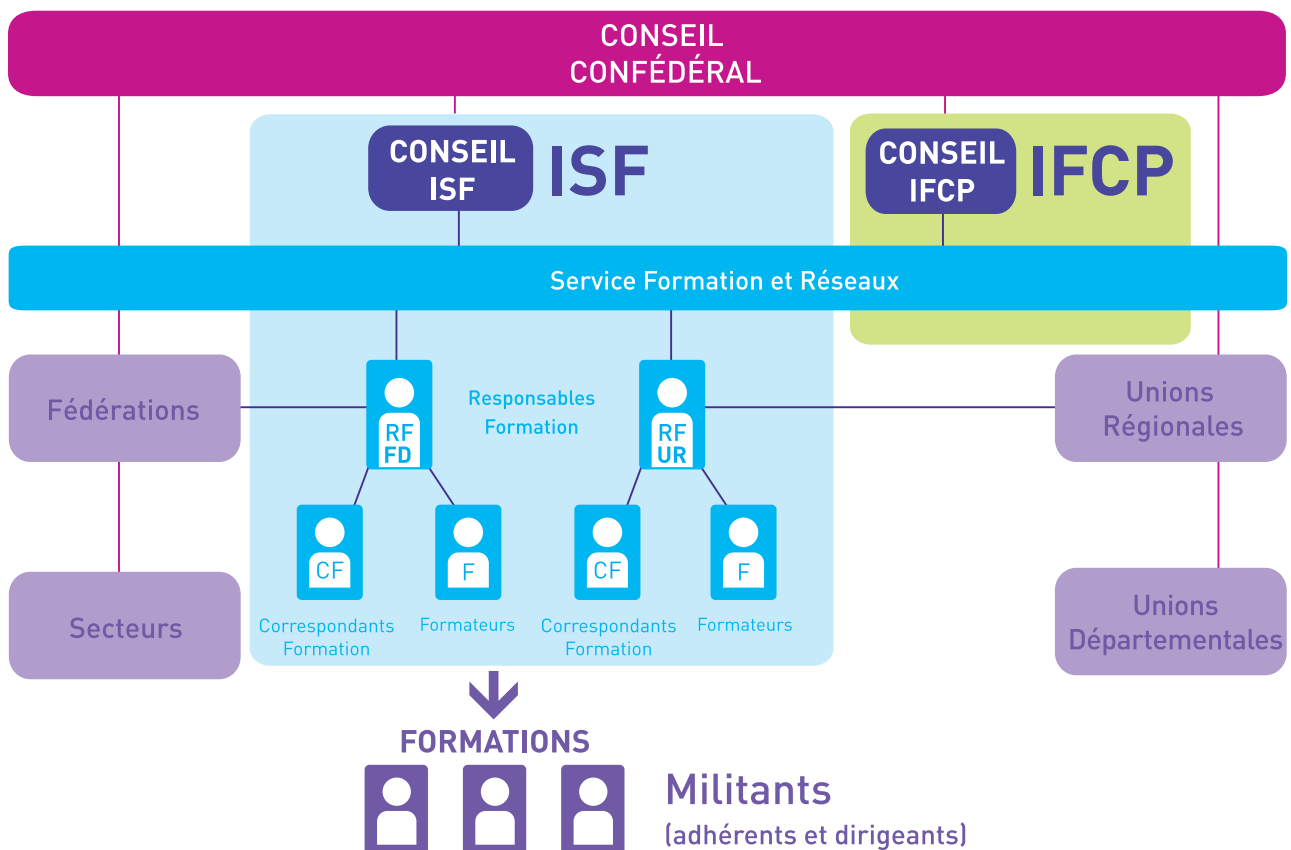 CONSEIL
CONFÉDÉRAL
CONSEIL
ISF
ISF
CONSEIL
IFCP
IFCP
Service Formation et Réseaux
Fédérations
RF
FD
Responsables
Formation
RF
UR
Unions
Régionales
CF
F
CF
F
Secteurs
Correspondants
Formation
Formateurs
Correspondants
Formation
Formateurs
Unions
Départementales
FORMATIONS
Militants
(adhérents et dirigeants)